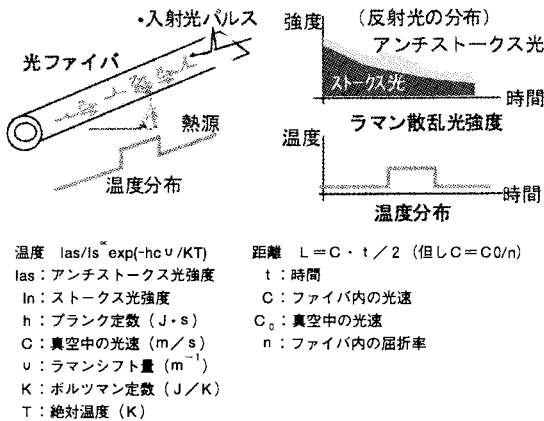 ・入射光パルス
光ファイバ
熱源
温度分布
強度
(反射光の分布)
アンチストークス光
ストークス光
時間
ラマン散乱光強度
温度
時間
温度分布
温度 Ias/Is∝exp(-hcυ/KT)
Ias：アンチストークス光強度
In：ストークス光強度
h：プランク定数（J・s）
C：真空中の光速（m/s）
υ：ラマンシフト量（m⁻¹）
K：ボルツマン定数（J/K）
T：絶対温度（K）
距離 L＝C・t／2（但しC＝C0/n）
t：時間
C：ファイバ内の光速
C₀：真空中の光速
n：ファイバ内の屈折率